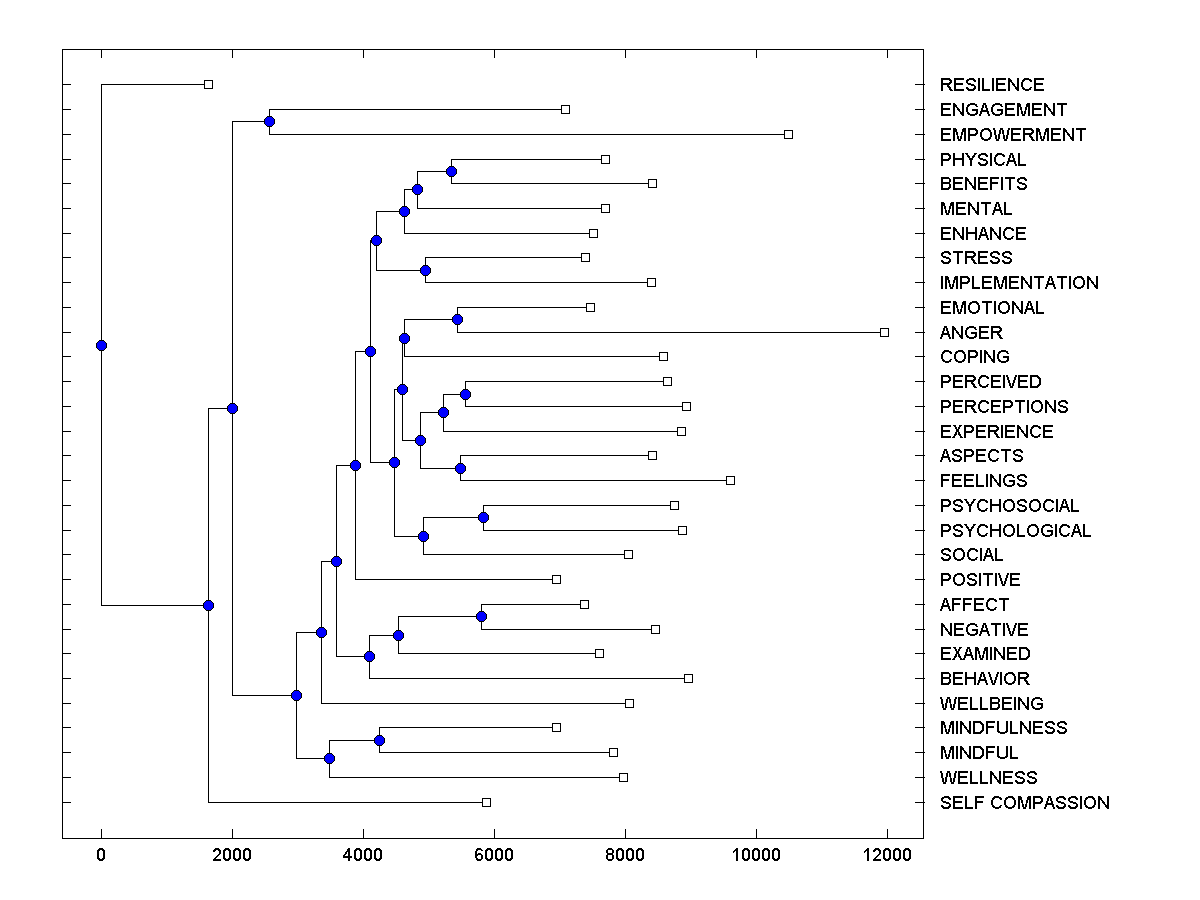 RESILIENCE
ENGAGEMENT
EMPOWERMENT
PHYSICAL
BENEFITS
MENTAL
ENHANCE
STRESS
IMPLEMENTATION
EMOTIONAL
ANGER
COPING
PERCEIVED
PERCEPTIONS
EXPERIENCE
ASPECTS
FEELINGS
PSYCHOSOCIAL
PSYCHOLOGICAL
SOCIAL
POSITIVE
AFFECT
NEGATIVE
EXAMINED
BEHAVIOR
WELLBEING
MINDFULNESS
MINDFUL
WELLNESS
SELF COMPASSION
0 2000 4000 6000 8000 10000 12000